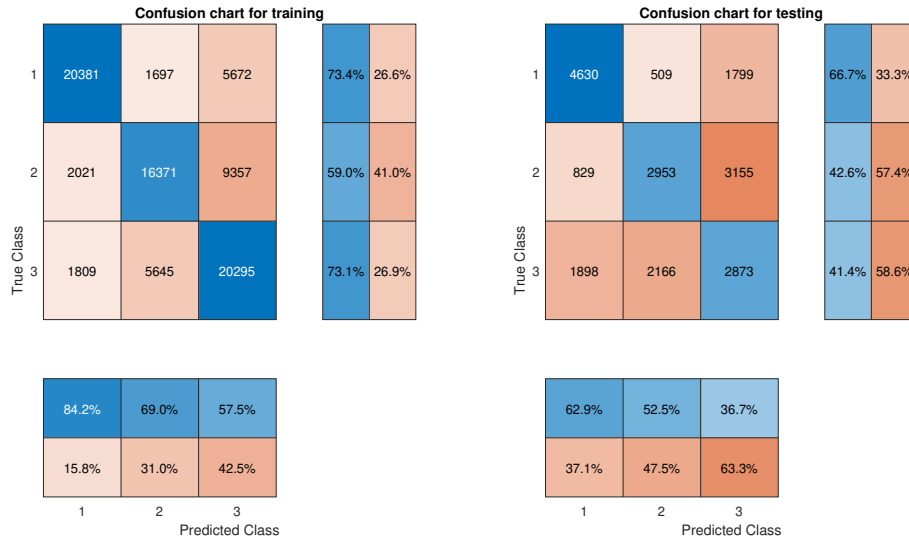 Confusion chart for training
1 20381 1697 5672 73.4% 26.6%
2 2021 16371 9357 59.0% 41.0%
3 1809 5645 20295 73.1% 26.9%
True Class
84.2% 69.0% 57.5%
15.8% 31.0% 42.5%
1 2 3
Predicted Class
Confusion chart for testing
1 4630 509 1799 66.7% 33.3%
2 829 2953 3155 42.6% 57.4%
3 1898 2166 2873 41.4% 58.6%
True Class
62.9% 52.5% 36.7%
37.1% 47.5% 63.3%
1 2 3
Predicted Class